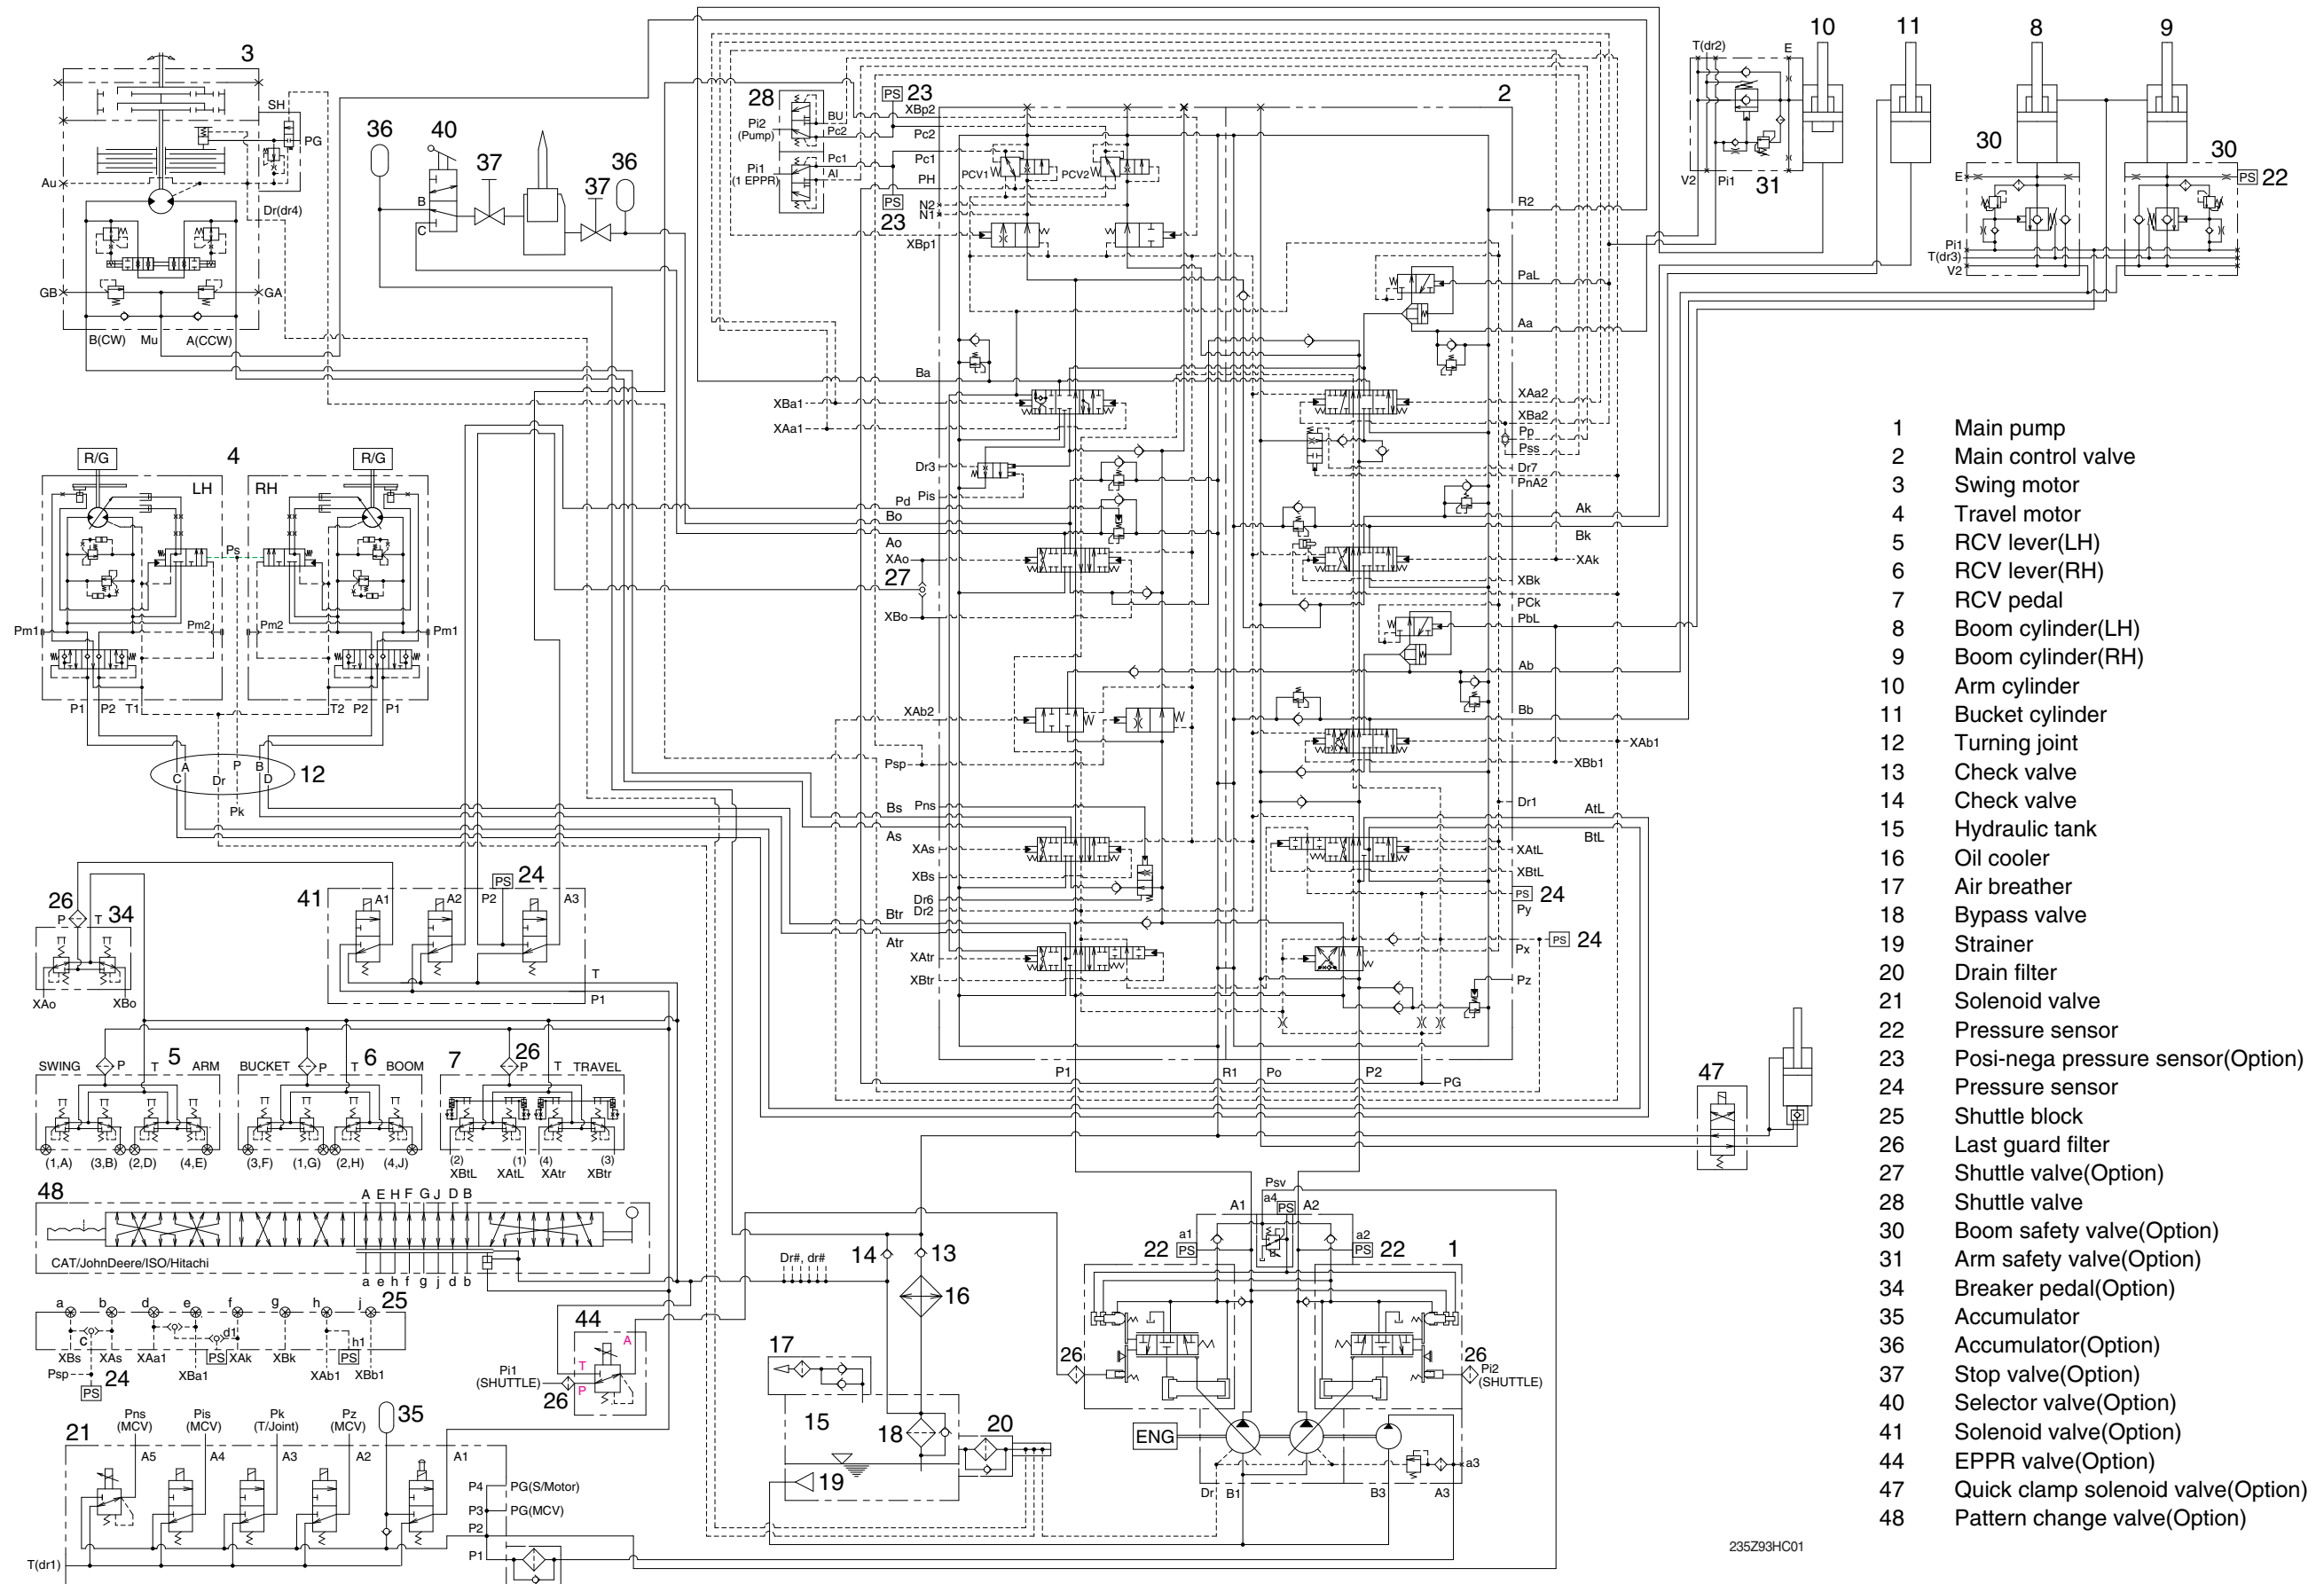 3
SH
PG
Au
Dr(dr4)
GB
GA
B(CW) Mu A(CCW)
36
40
37
37
36
B
C
28
Pi2
(Pump)
Pi1
(1 EPPR)
BU
Pc2
Pc1
AI
PS 23
PS
23
XBp2
Pc2
Pc1
PH
N2
N1
XBp1
PCV1
PCV2
2
R2
PaL
Aa
Ba
XBa1
XAa1
XAa2
XBa2
Pp
Pss
Dr7
PnA2
Dr3
Pis
Pd
Bo
Ao
XAo
27
XBo
Ak
Bk
XAk
XBk
PCk
PbL
Ab
Bb
XAb2
XAb1
XBb1
Psp
Bs Pns
As
XAs
XBs
Dr6
Dr2
Btr
Atr
XAtr
XBtr
Dr1
AtL
BtL
XAtL
XBtL
PS 24
Py
Px
PS 24
Pz
P1
R1
Po
P2
PG
T(dr2)
E
10
11
8
9
V2
Pi1
31
30
30
E
PS 22
Pi1
T(dr3)
V2
R/G
4
R/G
LH
RH
Ps
Pm1
Pm2
Pm2
Pm1
P1 P2 T1
T2 P2 P1
A
C
Dr
P
B
D
12
Pk
26
P
T
34
XAo
XBo
41
A1
A2
P2
PS 24
A3
T
P1
SWING
P
T
5
ARM
(1,A) (3,B) (2,D) (4,E)
BUCKET
P
T
6
BOOM
(3,F) (1,G) (2,H) (4,J)
7
26
P
T
TRAVEL
(2) (1) (4) (3)
XBtL XAtL XAtr XBtr
48
A E H F G J D B
CAT/JohnDeere/ISO/Hitachi
a e h f g j d b
a b d e f g h j 25
c
d1
h1
XBs XAs XAa1 PS XAk XBk PS
Psp
XBa1
XAb1 XBb1
PS 24
21
Pns
(MCV)
Pis
(MCV)
Pk
(T/Joint)
Pz
(MCV)
35
A5 A4 A3 A2 A1
P4 PG(S/Motor)
P3 PG(MCV)
P2
P1
T(dr1)
44
A
T
P
Pi1
(SHUTTLE)
26
Dr#, dr#
14
13
16
17
15
18
19
20
47
Psv
A1
a4
PS
A2
a1
22 PS
a2
PS 22
1
26
26
Pi2
(SHUTTLE)
ENG
a3
Dr B1
B3
A3
1 Main pump
2 Main control valve
3 Swing motor
4 Travel motor
5 RCV lever(LH)
6 RCV lever(RH)
7 RCV pedal
8 Boom cylinder(LH)
9 Boom cylinder(RH)
10 Arm cylinder
11 Bucket cylinder
12 Turning joint
13 Check valve
14 Check valve
15 Hydraulic tank
16 Oil cooler
17 Air breather
18 Bypass valve
19 Strainer
20 Drain filter
21 Solenoid valve
22 Pressure sensor
23 Posi-nega pressure sensor(Option)
24 Pressure sensor
25 Shuttle block
26 Last guard filter
27 Shuttle valve(Option)
28 Shuttle valve
30 Boom safety valve(Option)
31 Arm safety valve(Option)
34 Breaker pedal(Option)
35 Accumulator
36 Accumulator(Option)
37 Stop valve(Option)
40 Selector valve(Option)
41 Solenoid valve(Option)
44 EPPR valve(Option)
47 Quick clamp solenoid valve(Option)
48 Pattern change valve(Option)
235Z93HC01